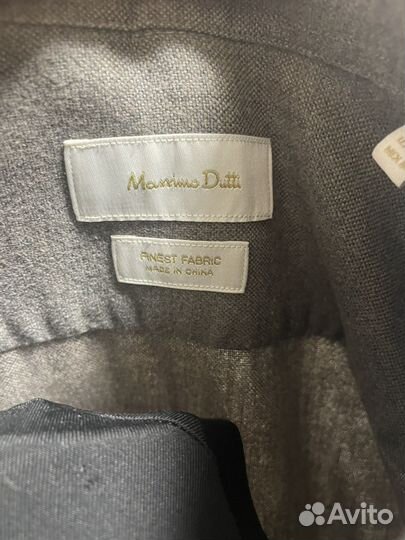 Massimo Dutti
FINEST FABRIC
MADE IN CHINA
Avito